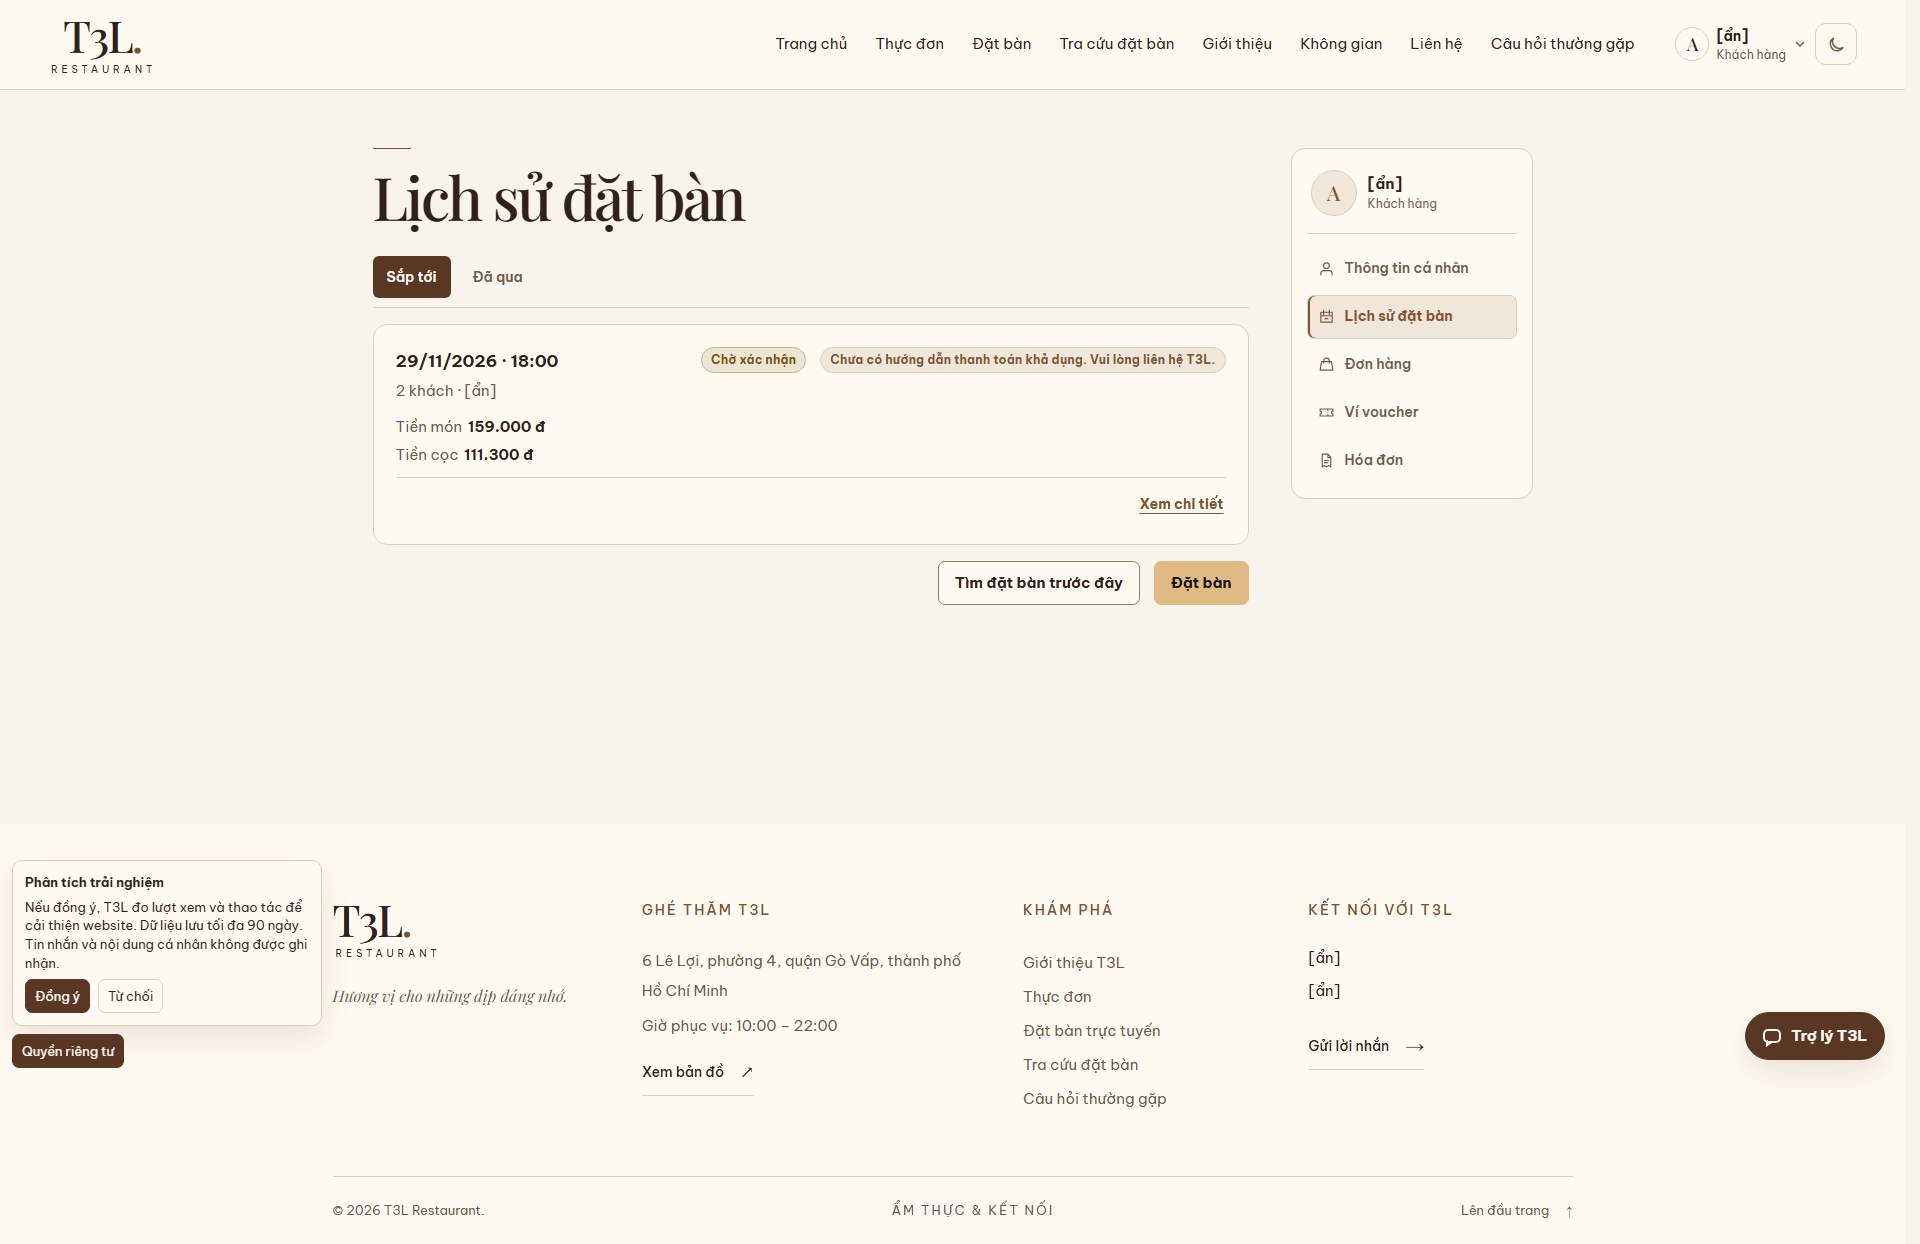 T3L.
RESTAURANT
Trang chủ
Thực đơn
Đặt bàn
Tra cứu đặt bàn
Giới thiệu
Không gian
Liên hệ
Câu hỏi thường gặp
A
[ẩn]
Khách hàng
Lịch sử đặt bàn
Sắp tới
Đã qua
29/11/2026 · 18:00
Chờ xác nhận
Chưa có hướng dẫn thanh toán khả dụng. Vui lòng liên hệ T3L.
2 khách · [ẩn]
Tiền món 159.000 đ
Tiền cọc 111.300 đ
Xem chi tiết
Tìm đặt bàn trước đây
Đặt bàn
A
[ẩn]
Khách hàng
Thông tin cá nhân
Lịch sử đặt bàn
Đơn hàng
Ví voucher
Hóa đơn
Phân tích trải nghiệm
Nếu đồng ý, T3L đo lượt xem và thao tác để
cải thiện website. Dữ liệu lưu tối đa 90 ngày.
Tin nhắn và nội dung cá nhân không được ghi
nhận.
Đồng ý
Từ chối
Quyền riêng tư
T3L.
RESTAURANT
Hương vị cho những dịp đáng nhớ.
GHÉ THĂM T3L
6 Lê Lợi, phường 4, quận Gò Vấp, thành phố
Hồ Chí Minh
Giờ phục vụ: 10:00 – 22:00
Xem bản đồ ↗
KHÁM PHÁ
Giới thiệu T3L
Thực đơn
Đặt bàn trực tuyến
Tra cứu đặt bàn
Câu hỏi thường gặp
KẾT NỐI VỚI T3L
[ẩn]
[ẩn]
Gửi lời nhắn →
Trợ lý T3L
© 2026 T3L Restaurant.
ẨM THỰC & KẾT NỐI
Lên đầu trang ↑